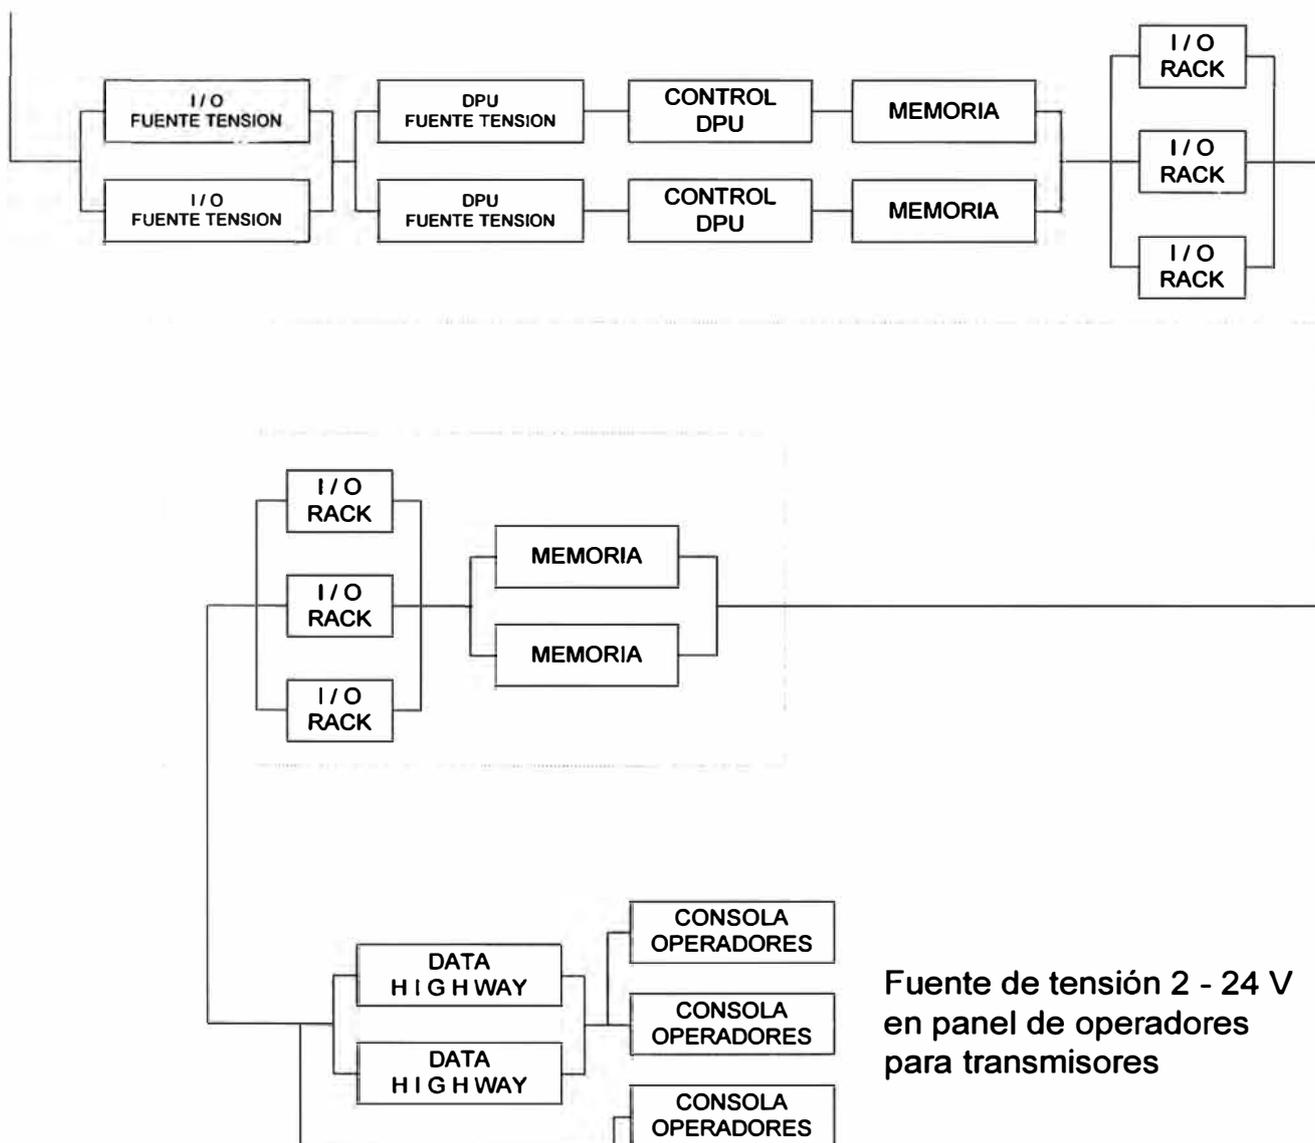 I / O
RACK
I / O
FUENTE TENSION
DPU
FUENTE TENSION
CONTROL
DPU
MEMORIA
I / O
RACK
I / O
FUENTE TENSION
DPU
FUENTE TENSION
CONTROL
DPU
MEMORIA
I / O
RACK
I / O
RACK
MEMORIA
I / O
RACK
MEMORIA
I / O
RACK
CONSOLA
OPERADORES
DATA
HIGHWAY
CONSOLA
OPERADORES
DATA
HIGHWAY
CONSOLA
OPERADORES
Fuente de tensión 2 - 24 V
en panel de operadores
para transmisores